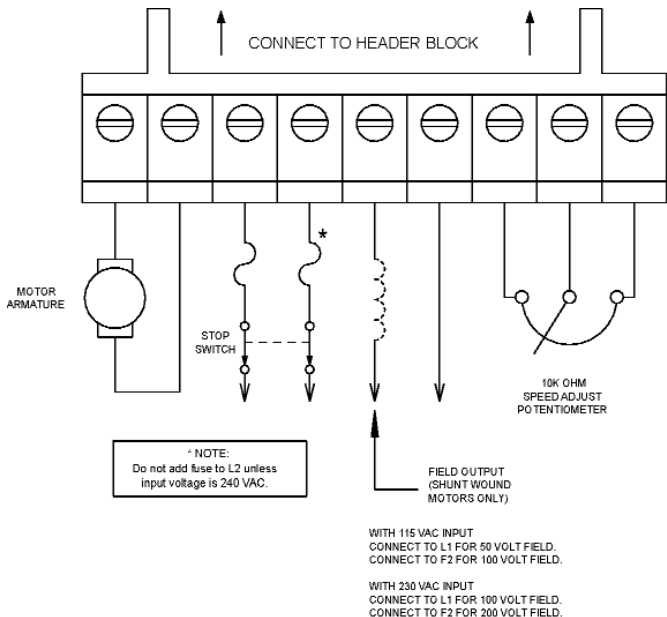 CONNECT TO HEADER BLOCK
*
MOTOR
ARMATURE
STOP
SWITCH
10K OHM
SPEED ADJUST
POTENTIOMETER
* NOTE:
Do not add fuse to L2 unless
input voltage is 240 VAC.
FIELD OUTPUT
(SHUNT WOUND
MOTORS ONLY)
WITH 115 VAC INPUT
CONNECT TO L1 FOR 50 VOLT FIELD.
CONNECT TO F2 FOR 100 VOLT FIELD.
WITH 230 VAC INPUT
CONNECT TO L1 FOR 100 VOLT FIELD.
CONNECT TO F2 FOR 200 VOLT FIELD.